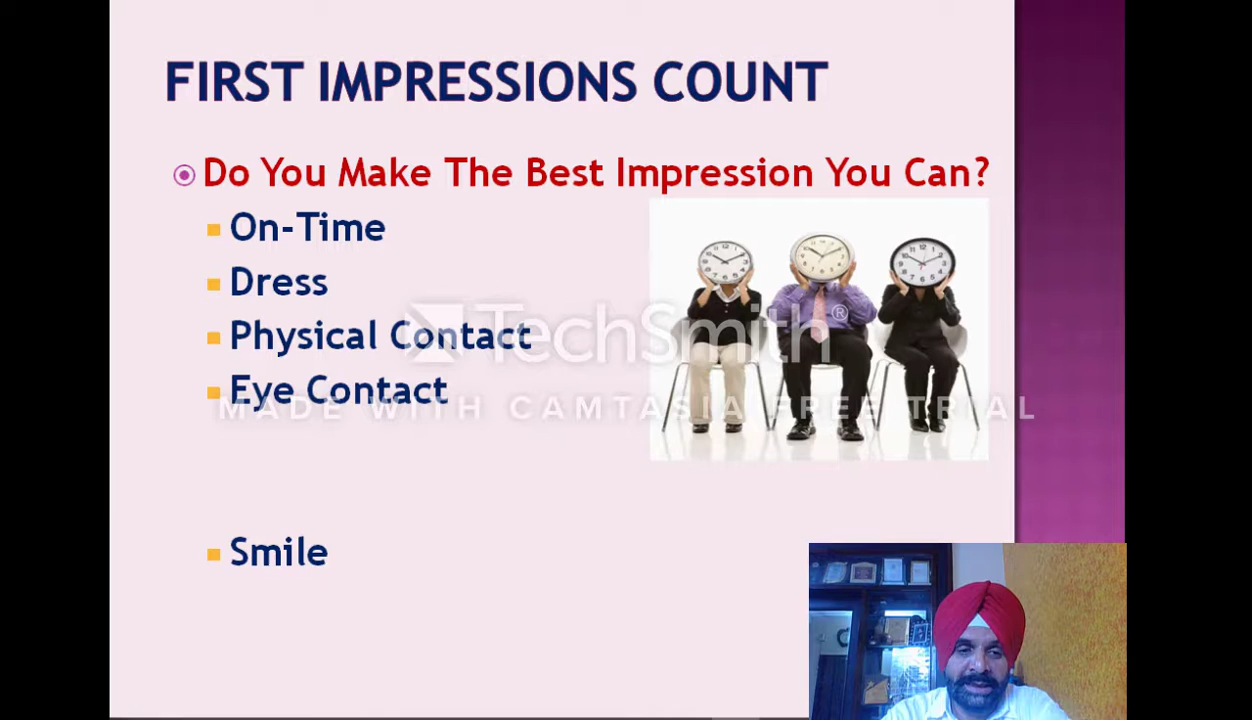 FIRST IMPRESSIONS COUNT
Do You Make The Best Impression You Can?
On-Time
Dress
Physical Contact
Eye Contact
TechSmith®
MADE WITH CAMTASIA FREE TRIAL
Smile